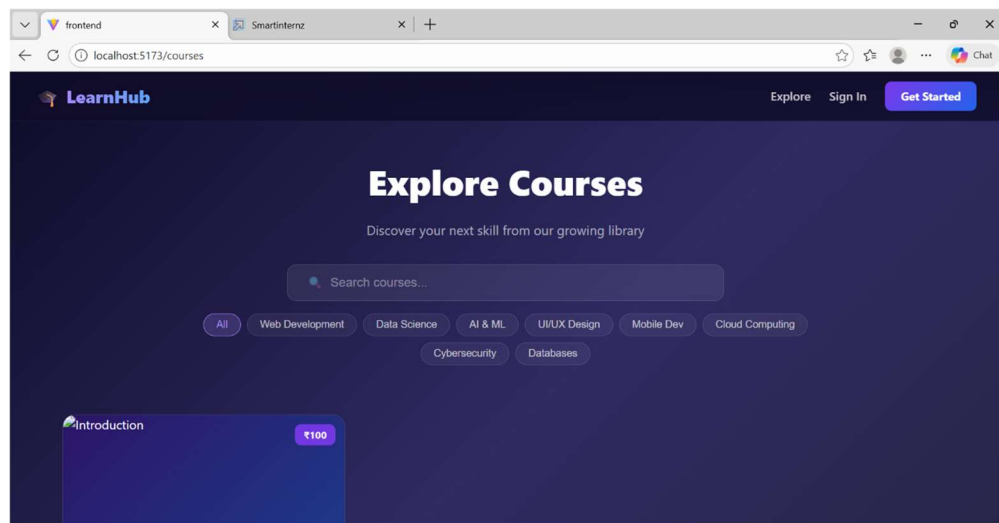 frontend
Smartinternz
localhost:5173/courses
Chat
LearnHub
Explore
Sign In
Get Started
Explore Courses
Discover your next skill from our growing library
Search courses...
All
Web Development
Data Science
AI & ML
UI/UX Design
Mobile Dev
Cloud Computing
Cybersecurity
Databases
Introduction
₹100